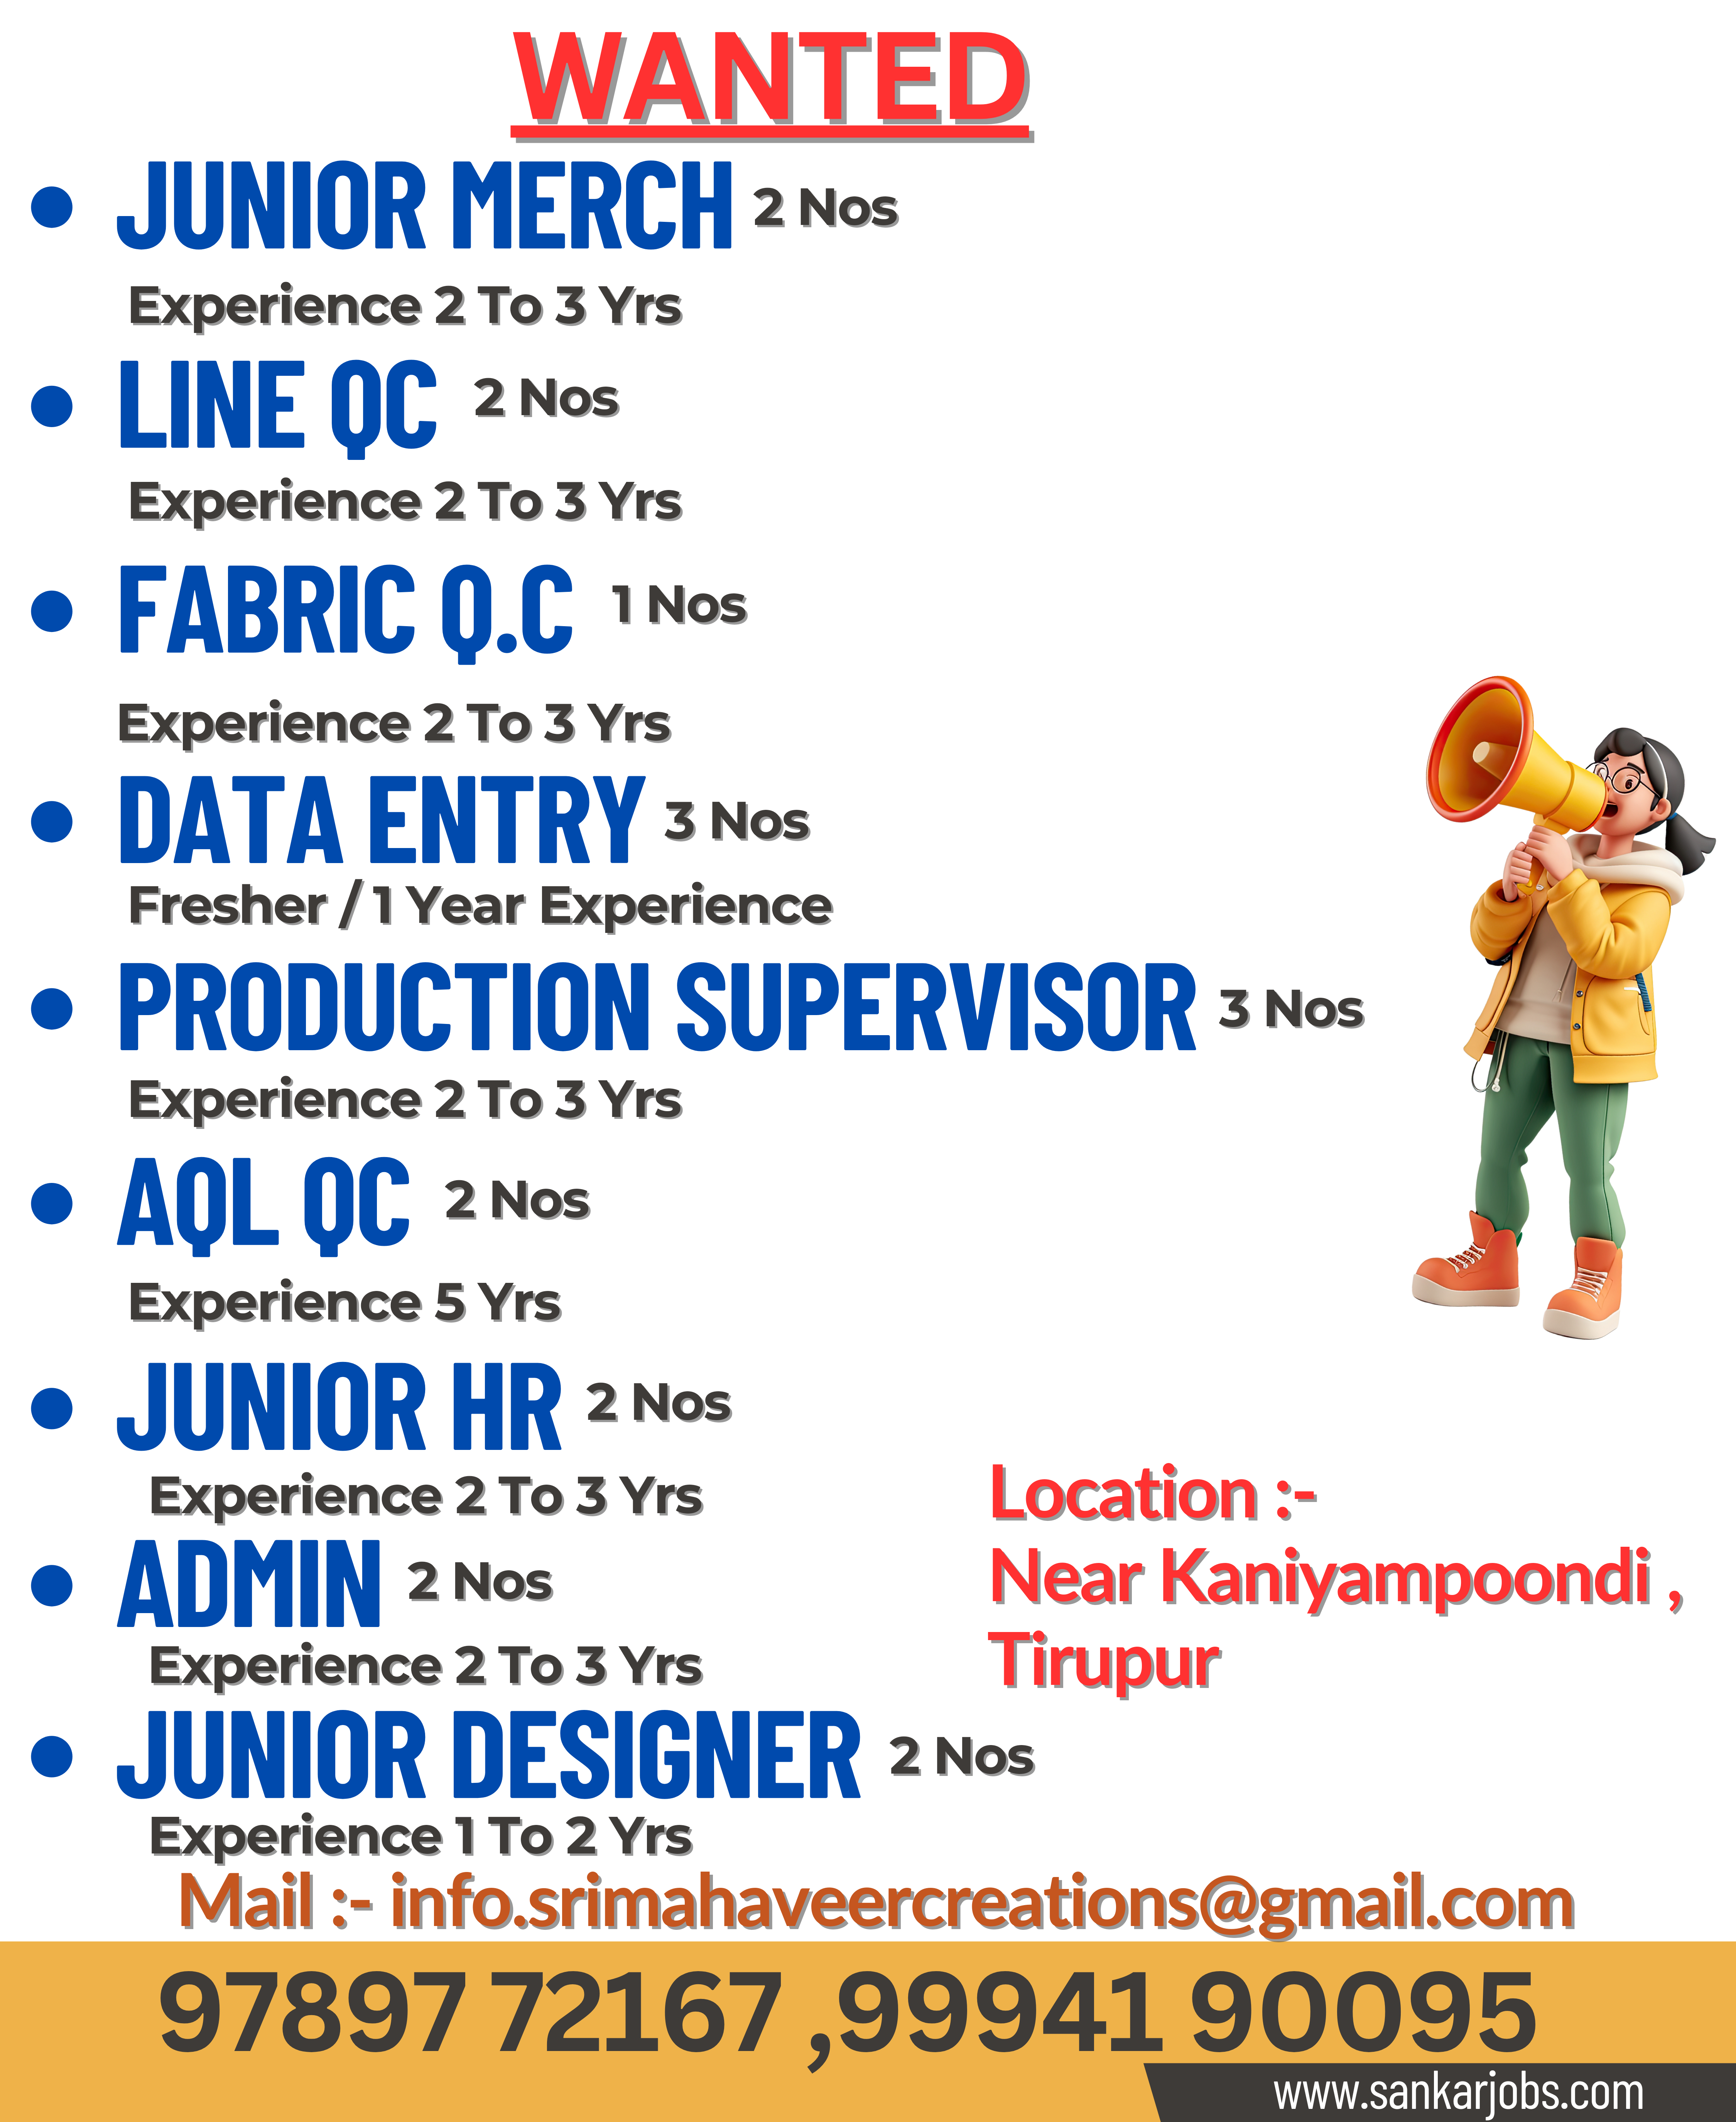 WANTED
JUNIOR MERCH 2 Nos
Experience 2 To 3 Yrs
LINE QC 2 Nos
Experience 2 To 3 Yrs
FABRIC Q.C 1 Nos
Experience 2 To 3 Yrs
DATA ENTRY 3 Nos
Fresher / 1 Year Experience
PRODUCTION SUPERVISOR 3 Nos
Experience 2 To 3 Yrs
AQL QC 2 Nos
Experience 5 Yrs
JUNIOR HR 2 Nos
Experience 2 To 3 Yrs
ADMIN 2 Nos
Experience 2 To 3 Yrs
JUNIOR DESIGNER 2 Nos
Experience 1 To 2 Yrs
Location :-
Near Kaniyampoondi ,
Tirupur
Mail :- info.srimahaveercreations@gmail.com
97897 72167 ,99941 90095
www.sankarjobs.com